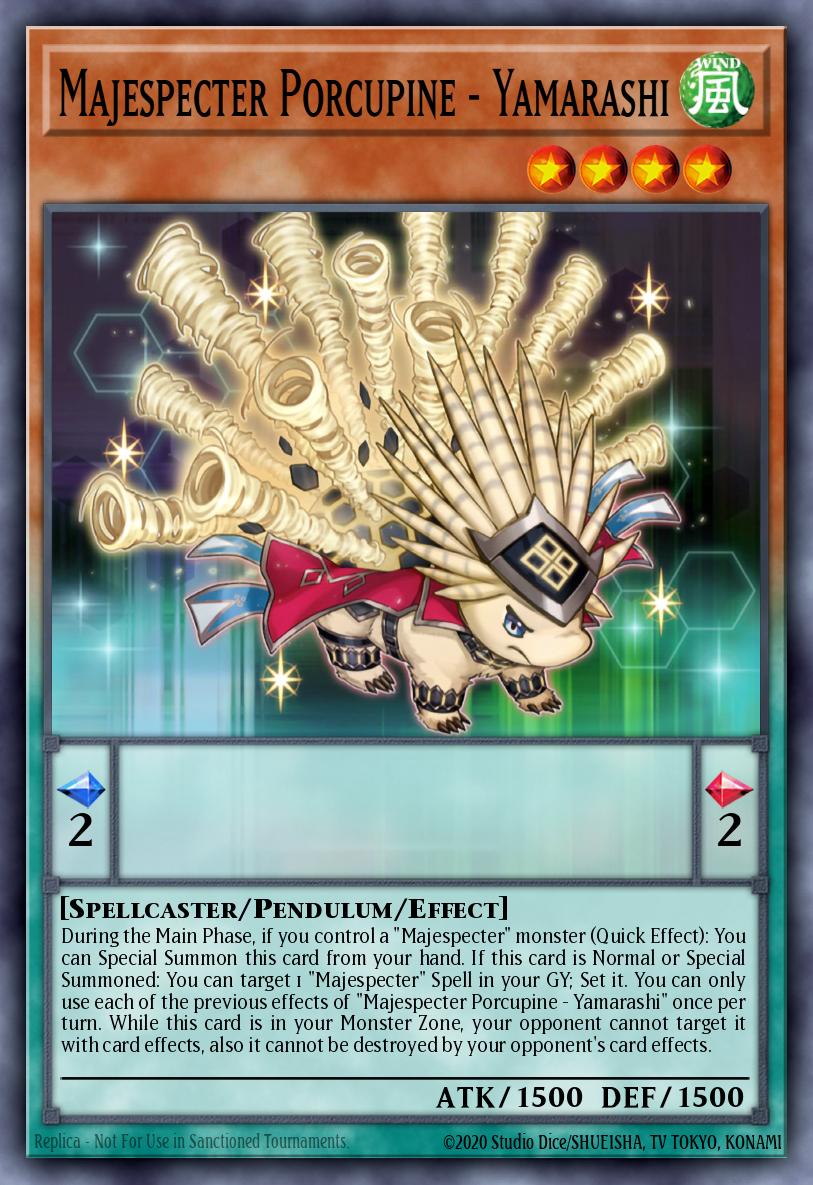 Majespecter Porcupine - Yamarashi
WIND
風
2
2
[Spellcaster/Pendulum/Effect]
During the Main Phase, if you control a "Majespecter" monster (Quick Effect): You
can Special Summon this card from your hand. If this card is Normal or Special
Summoned: You can target 1 "Majespecter" Spell in your GY; Set it. You can only
use each of the previous effects of "Majespecter Porcupine - Yamarashi" once per
turn. While this card is in your Monster Zone, your opponent cannot target it
with card effects, also it cannot be destroyed by your opponent's card effects.
ATK/1500 DEF/1500
Replica - Not For Use in Sanctioned Tournaments.
©2020 Studio Dice/SHUEISHA, TV TOKYO, KONAMI